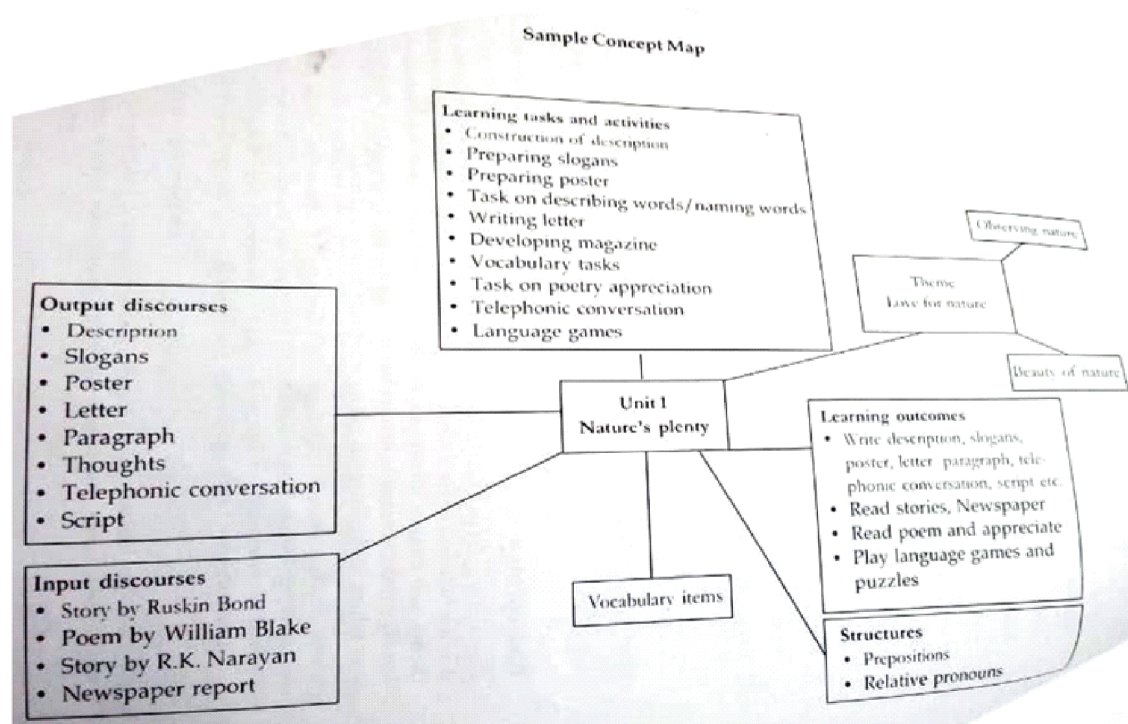 Sample Concept Map
Learning tasks and activities
• Construction of description
• Preparing slogans
• Preparing poster
• Task on describing words/naming words
• Writing letter
• Developing magazine
• Vocabulary tasks
• Task on poetry appreciation
• Telephonic conversation
• Language games
Observing nature
Theme
Love for nature
Beauty of nature
Output discourses
• Description
• Slogans
• Poster
• Letter
• Paragraph
• Thoughts
• Telephonic conversation
• Script
Unit 1
Nature's plenty
Learning outcomes
• Write description, slogans,
poster, letter paragraph, tele-
phonic conversation, script etc.
• Read stories, Newspaper
• Read poem and appreciate
• Play language games and
puzzles
Input discourses
• Story by Ruskin Bond
• Poem by William Blake
• Story by R.K. Narayan
• Newspaper report
Vocabulary items
Structures
• Prepositions
• Relative pronouns